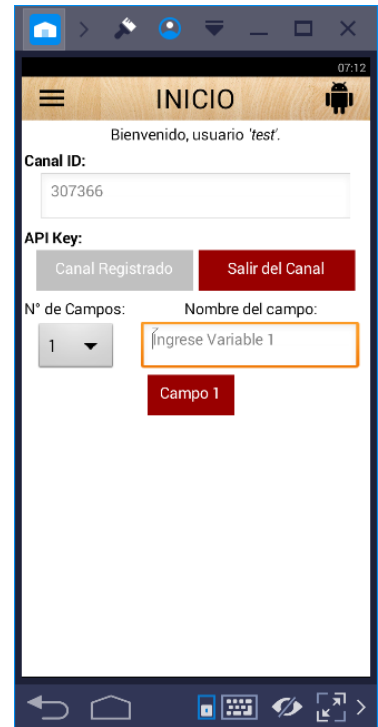 07:12
INICIO
Bienvenido, usuario 'test'.
Canal ID:
307366
API Key:
Canal Registrado
Salir del Canal
N° de Campos:
Nombre del campo:
1
Ingrese Variable 1
Campo 1